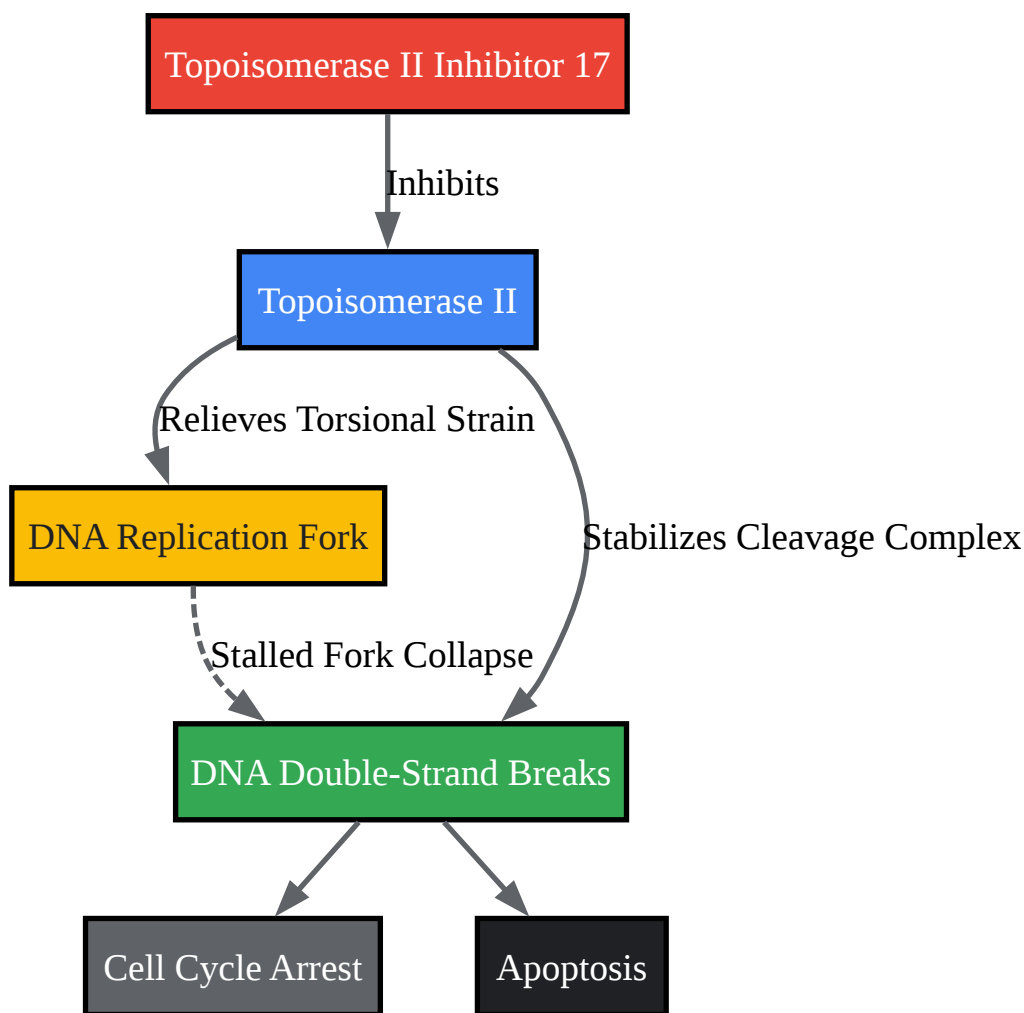 Topoisomerase II Inhibitor 17
Inhibits
Topoisomerase II
Relieves Torsional Strain
DNA Replication Fork
Stabilizes Cleavage Complex
Stalled Fork Collapse
DNA Double-Strand Breaks
Cell Cycle Arrest
Apoptosis